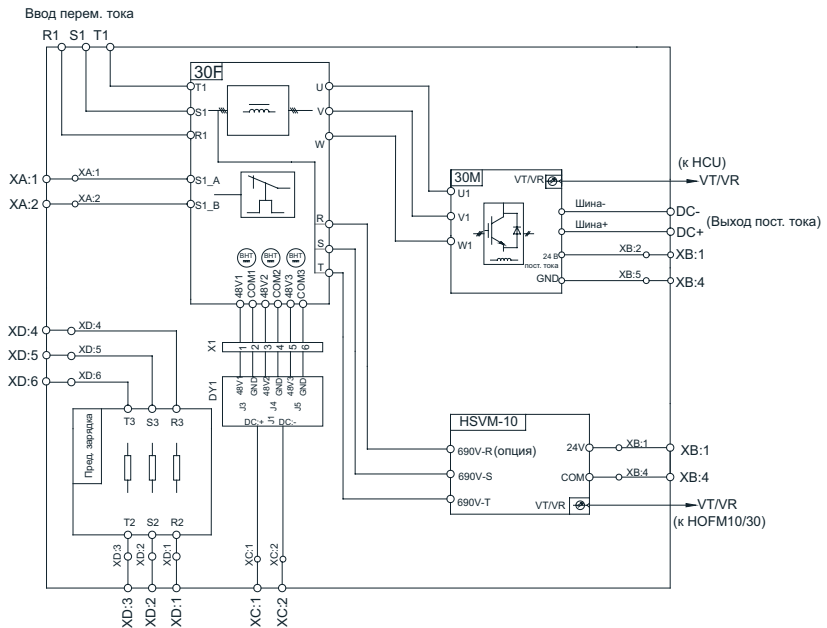 Ввод перем. тока
R1 S1 T1
30F
T1
S1
R1
U
V
W
XA:1
XA:1
S1_A
XA:2
XA:2
S1_B
R
S
T
ВНТ ВНТ ВНТ
48V1
COM1
48V2
COM2
48V3
COM3
30M
VT/VR
(к HCU)
VT/VR
U1
V1
W1
Шина-
DC-
(Выход пост. тока)
Шина+
DC+
24 В
пост. тока
XB:2
XB:1
GND
XB:5
XB:4
X1
1 2 3 4 5 6
DY1
48V1
GND
48V2
GND
48V3
GND
J3 J4 J5
DC:+ J1 DC:-
XD:4
XD:4
XD:5
XD:5
XD:6
XD:6
Пред. зарядка
T3 S3 R3
T2 S2 R2
XD:3
XD:2
XD:1
XC:1
XC:2
HSVM-10
690V-R (опция)
690V-S
690V-T
24V
XB:1
XB:1
COM
XB:4
XB:4
VT/VR
VT/VR
(к HOFM10/30)
XD:3
XD:2
XD:1
XC:1
XC:2